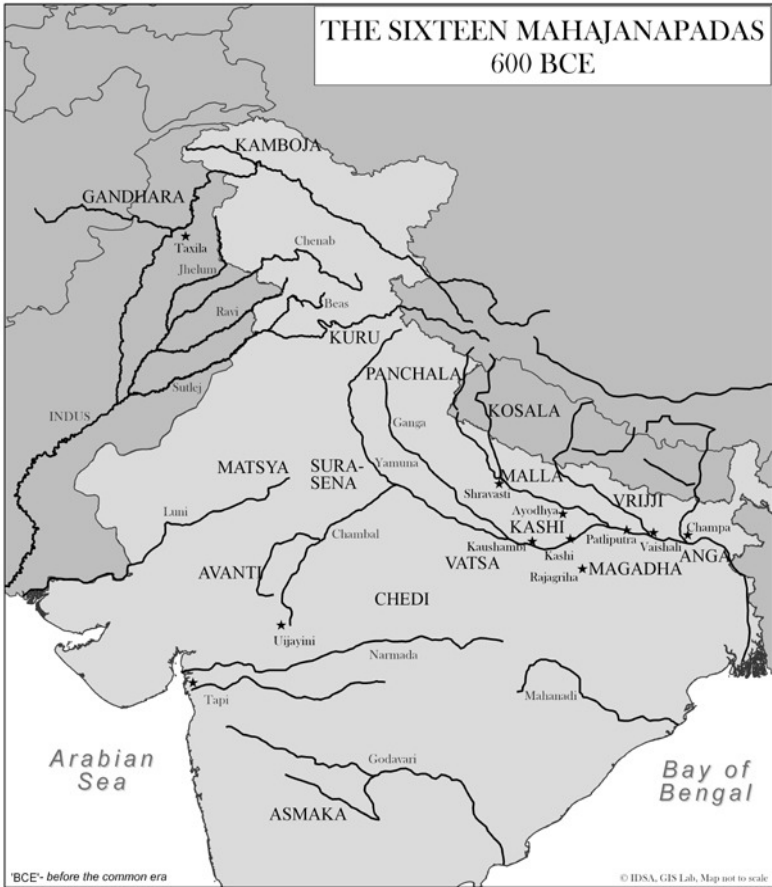 THE SIXTEEN MAHAJANAPADAS
600 BCE
KAMBOJA
GANDHARA
Taxila
Chenab
Jhelum
Ravi
Beas
KURU
Sutlej
INDUS
PANCHALA
KOSALA
Ganga
MATSYA
SURA-
SENA
Yamuna
MALLA
Shravasti
VRIJJI
Luni
Ayodhya
KASHI
Champa
Chambal
Kaushambi
Kashi
Patliputra
Vaishali
ANGA
AVANTI
VATSA
Rajagriha
MAGADHA
CHEDI
Uijayini
Narmada
Tapi
Mahanadi
Godavari
Arabian
Sea
Bay of
Bengal
ASMAKA
'BCE'- before the common era
© IDSA, GIS Lab, Map not to scale